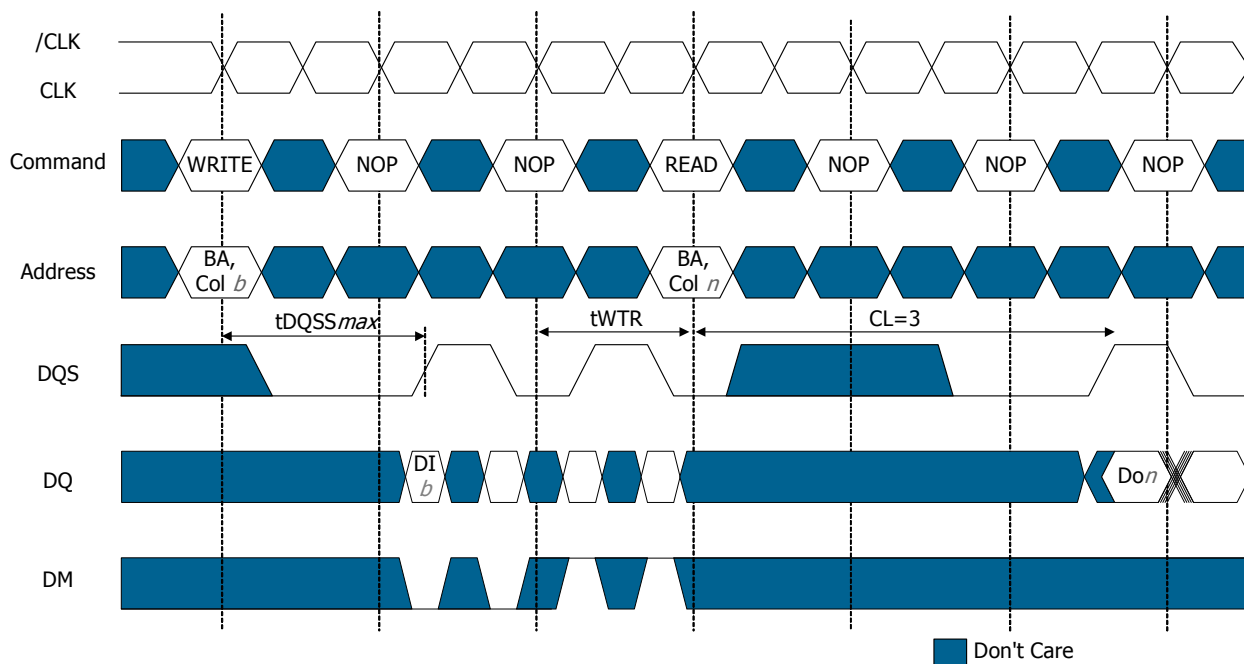 /CLK
CLK
Command
WRITE
NOP
NOP
READ
NOP
NOP
NOP
Address
BA,
Col b
BA,
Col n
tDQSSmax
tWTR
CL=3
DQS
DQ
DI
b
Don
DM
Don't Care